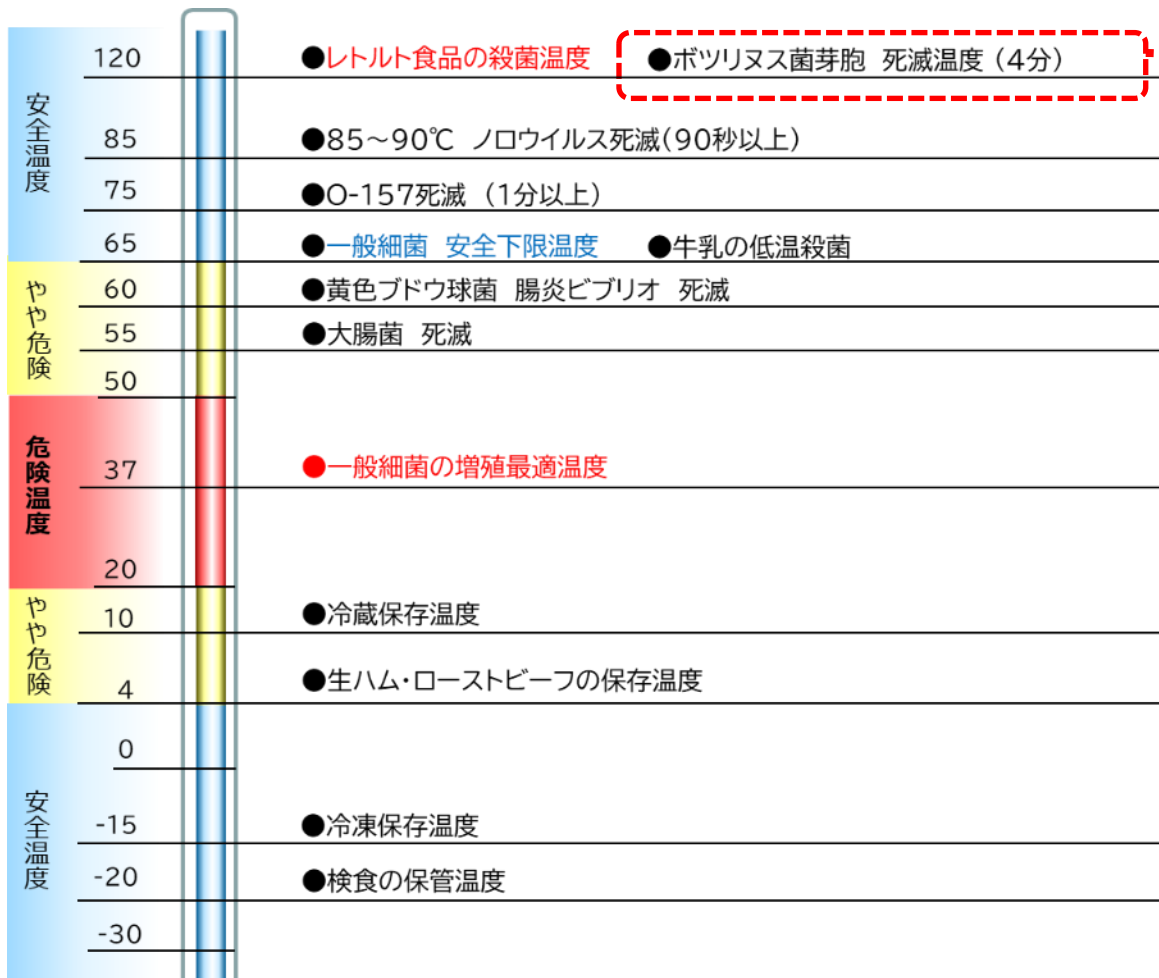 安全温度
120 ●レトルト食品の殺菌温度 ●ボツリヌス菌芽胞 死滅温度（4分）
85 ●85～90℃ ノロウイルス死滅(90秒以上)
75 ●O-157死滅 （1分以上）
65 ●一般細菌 安全下限温度 ●牛乳の低温殺菌
やや危険
60 ●黄色ブドウ球菌 腸炎ビブリオ 死滅
55 ●大腸菌 死滅
50
危険温度
37 ●一般細菌の増殖最適温度
20
やや危険
10 ●冷蔵保存温度
4 ●生ハム・ローストビーフの保存温度
安全温度
0
-15 ●冷凍保存温度
-20 ●検食の保管温度
-30